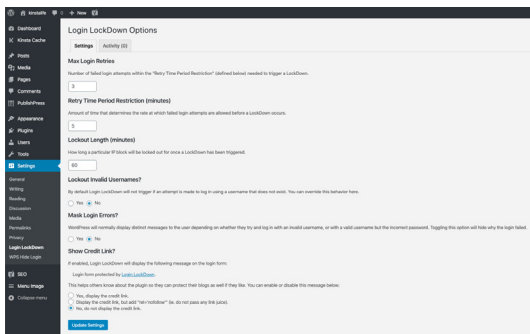 kinstalife 0 + New
Dashboard
Kinsta Cache
Posts
Media
Pages
Comments
PublishPress
Appearance
Plugins
Users
Tools
Settings
General
Writing
Reading
Discussion
Media
Permalinks
Privacy
Login LockDown
WPS Hide Login
SEO
Menu Image
Collapse menu
Login LockDown Options
Settings Activity (0)
Max Login Retries
Number of failed login attempts within the "Retry Time Period Restriction" (defined below) needed to trigger a LockDown.
3
Retry Time Period Restriction (minutes)
Amount of time that determines the rate at which failed login attempts are allowed before a LockDown occurs.
5
Lockout Length (minutes)
How long a particular IP block will be locked out for once a LockDown has been triggered.
60
Lockout Invalid Usernames?
By default Login LockDown will not trigger if an attempt is made to log in using a username that does not exist. You can override this behavior here.
Yes No
Mask Login Errors?
WordPress will normally display distinct messages to the user depending on whether they try and log in with an invalid username, or with a valid username but the incorrect password. Toggling this option will hide why the login failed.
Yes No
Show Credit Link?
If enabled, Login LockDown will display the following message on the login form:
Login form protected by Login LockDown.
This helps others know about the plugin so they can protect their blogs as well if they like. You can enable or disable this message below:
Yes, display the credit link.
Display the credit link, but add "rel='nofollow'" (ie. do not pass any link juice).
No, do not display the credit link.
Update Settings